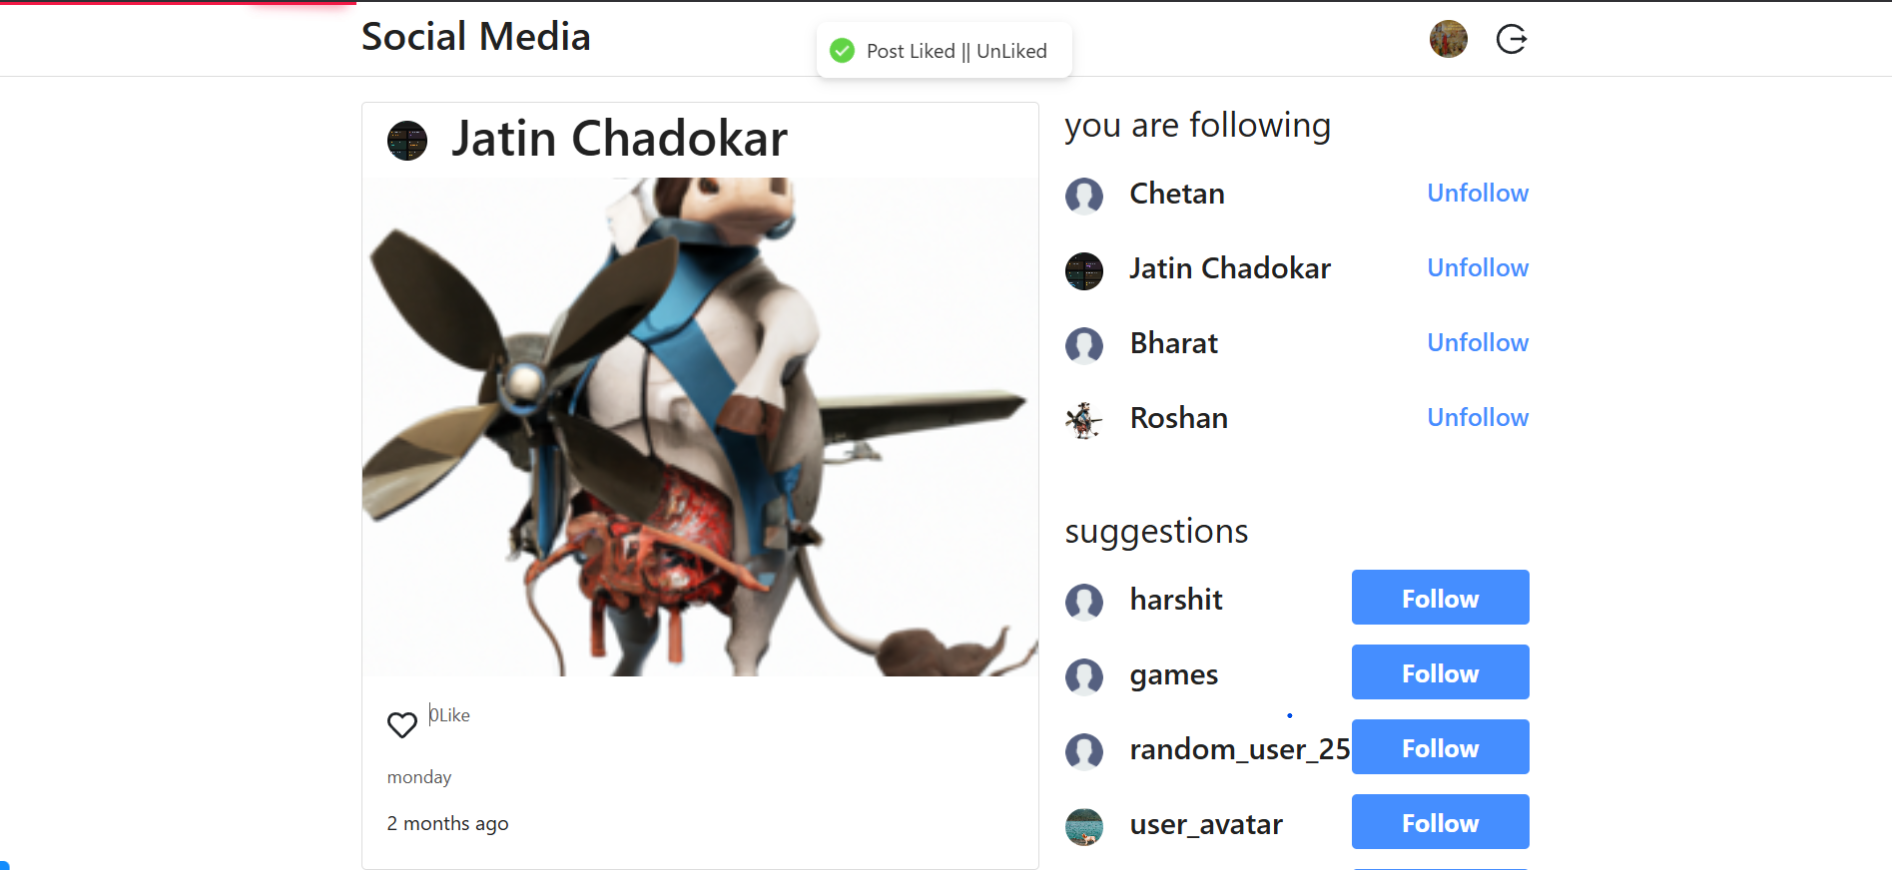 Social Media
Post Liked || UnLiked
Jatin Chadokar
0Like
monday
2 months ago
you are following
Chetan Unfollow
Jatin Chadokar Unfollow
Bharat Unfollow
Roshan Unfollow
suggestions
harshit Follow
games Follow
random_user_25 Follow
user_avatar Follow